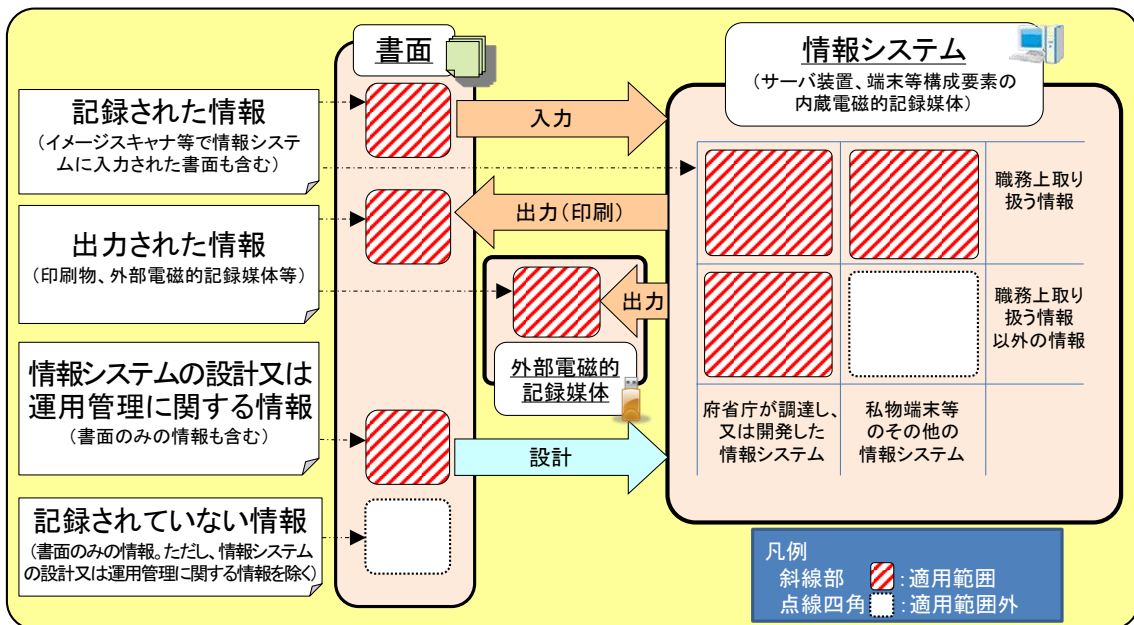 書面
情報システム
(サーバ装置、端末等構成要素の
内蔵電磁的記録媒体)
記録された情報
(イメージスキャナ等で情報システ
ムに入力された書面も含む)
入力
職務上取り
扱う情報
出力(印刷)
出力された情報
(印刷物、外部電磁的記録媒体等)
出力
職務上取り
扱う情報
以外の情報
外部電磁的
記録媒体
情報システムの設計又は
運用管理に関する情報
(書面のみの情報も含む)
府省庁が調達し、
又は開発した
情報システム
私物端末等
のその他の
情報システム
設計
記録されていない情報
(書面のみの情報。ただし、情報システム
の設計又は運用管理に関する情報を除く)
凡例
斜線部 :適用範囲
点線四角 :適用範囲外